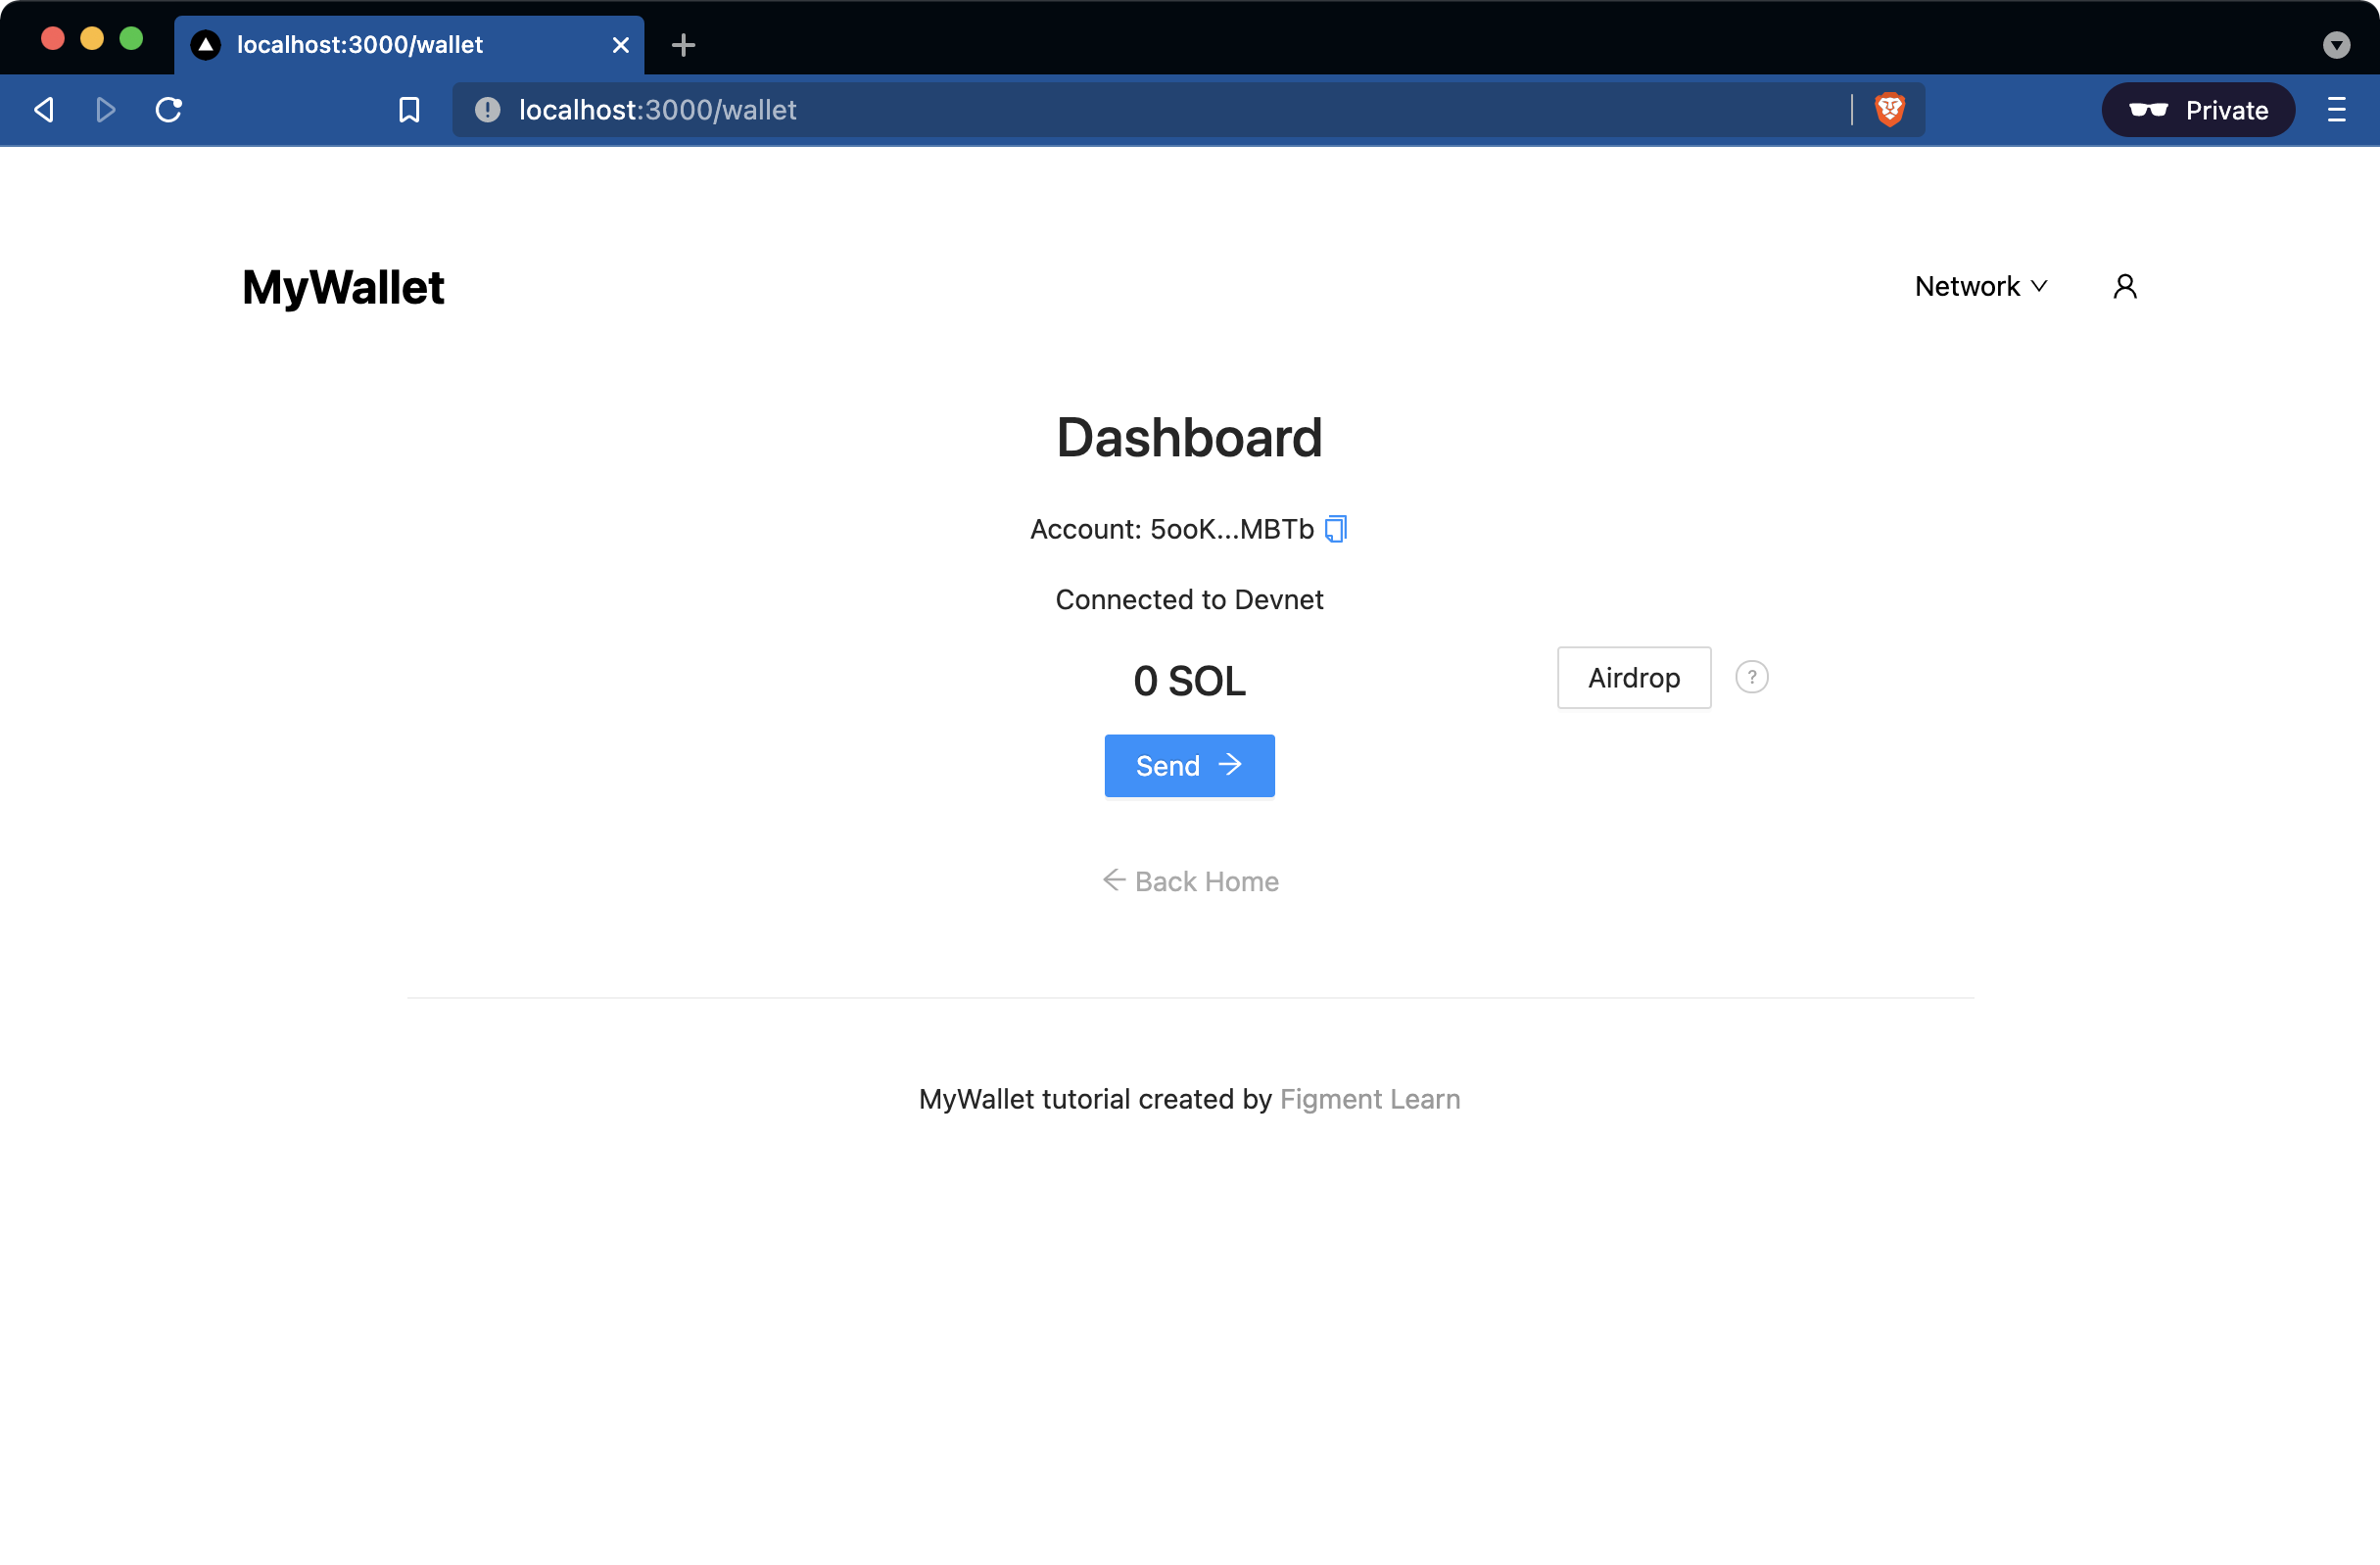 localhost:3000/wallet
localhost:3000/wallet
Private
MyWallet
Network
Dashboard
Account: 5ooK...MBTb
Connected to Devnet
0 SOL
Airdrop
?
Send
Back Home
MyWallet tutorial created by Figment Learn